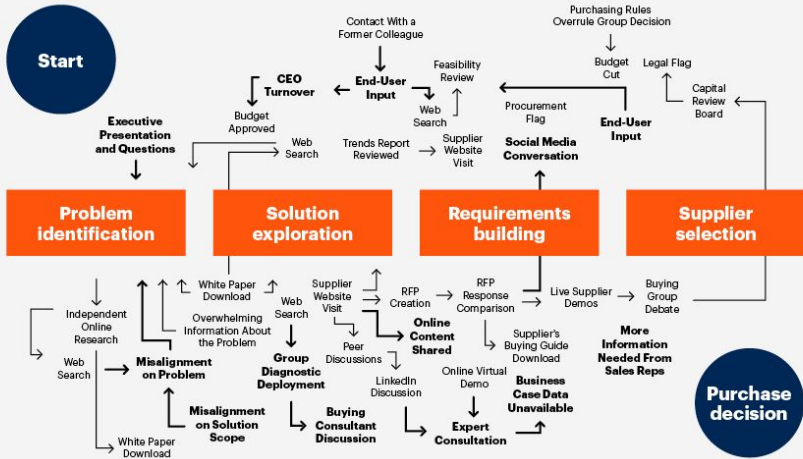 Start
Contact With a
Former Colleague
Purchasing Rules
Overrule Group Decision
CEO
Turnover
End-User
Input
Feasibility
Review
Budget
Cut
Legal Flag
Budget
Approved
Web
Search
Procurement
Flag
End-User
Input
Capital
Review
Board
Executive
Presentation
and Questions
Web
Search
Trends Report
Reviewed
Supplier
Website
Visit
Social Media
Conversation
Problem
identification
Solution
exploration
Requirements
building
Supplier
selection
Independent
Online
Research
White Paper
Download
Web
Search
Supplier
Website
Visit
RFP
Creation
RFP
Response
Comparison
Live Supplier
Demos
Buying
Group
Debate
Overwhelming
Information About
the Problem
Web
Search
Misalignment
on Problem
Group
Diagnostic
Deployment
Peer
Discussions
Online
Content
Shared
Supplier's
Buying Guide
Download
More
Information
Needed From
Sales Reps
LinkedIn
Discussion
Online Virtual
Demo
Business
Case Data
Unavailable
Misalignment
on Solution
Scope
Buying
Consultant
Discussion
Expert
Consultation
White Paper
Download
Purchase
decision